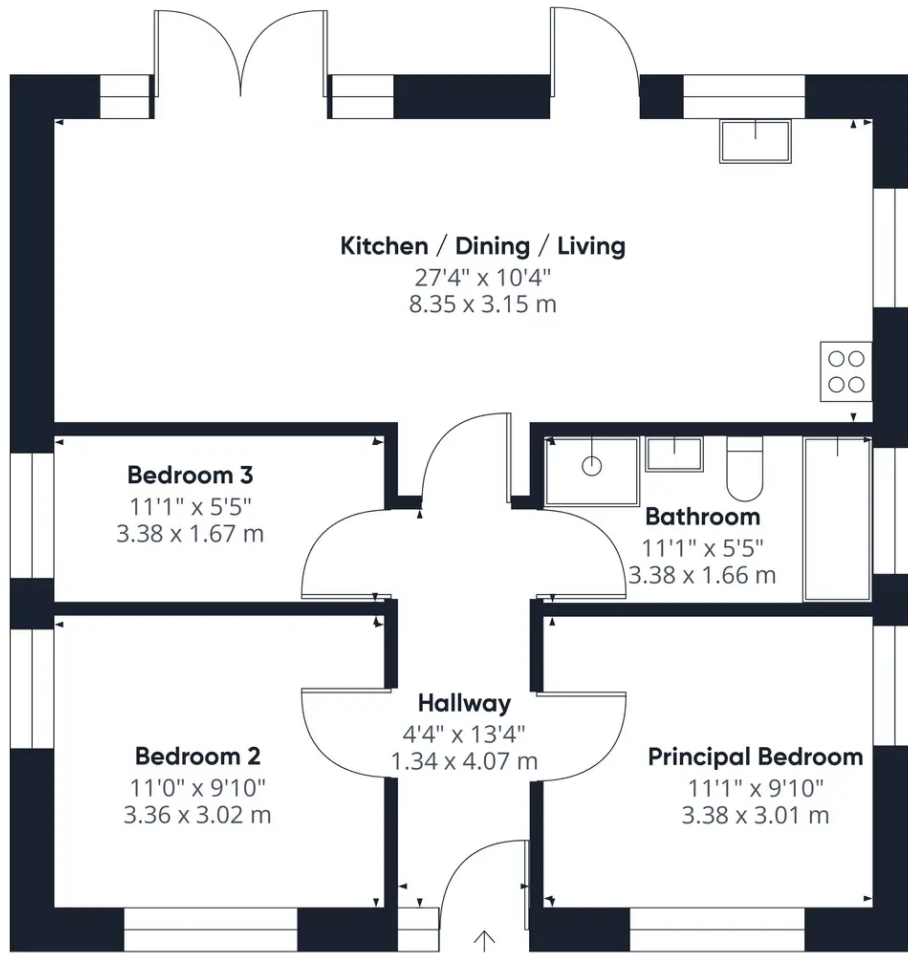 Kitchen / Dining / Living
27'4" x 10'4"
8.35 x 3.15 m
Bedroom 3
11'1" x 5'5"
3.38 x 1.67 m
Bathroom
11'1" x 5'5"
3.38 x 1.66 m
Hallway
4'4" x 13'4"
1.34 x 4.07 m
Bedroom 2
11'0" x 9'10"
3.36 x 3.02 m
Principal Bedroom
11'1" x 9'10"
3.38 x 3.01 m